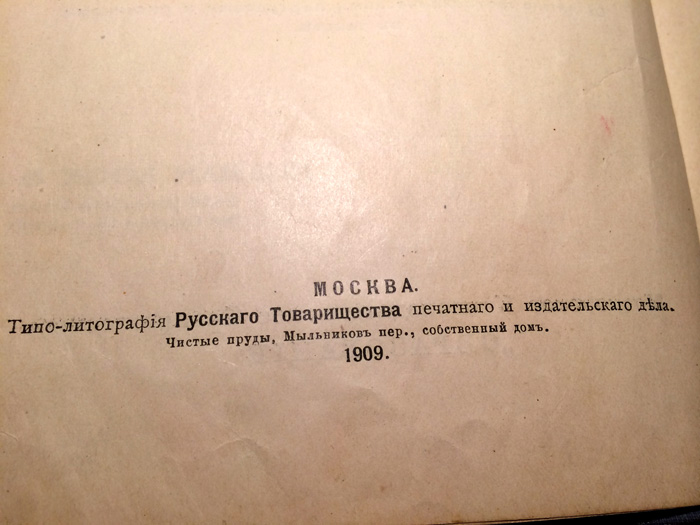 МОСКВА.
Типо-литографія Русскаго Товарищества печатнаго и издательскаго дѣла.
Чистые пруды, Мыльниковъ пер., собственный домъ.
1909.